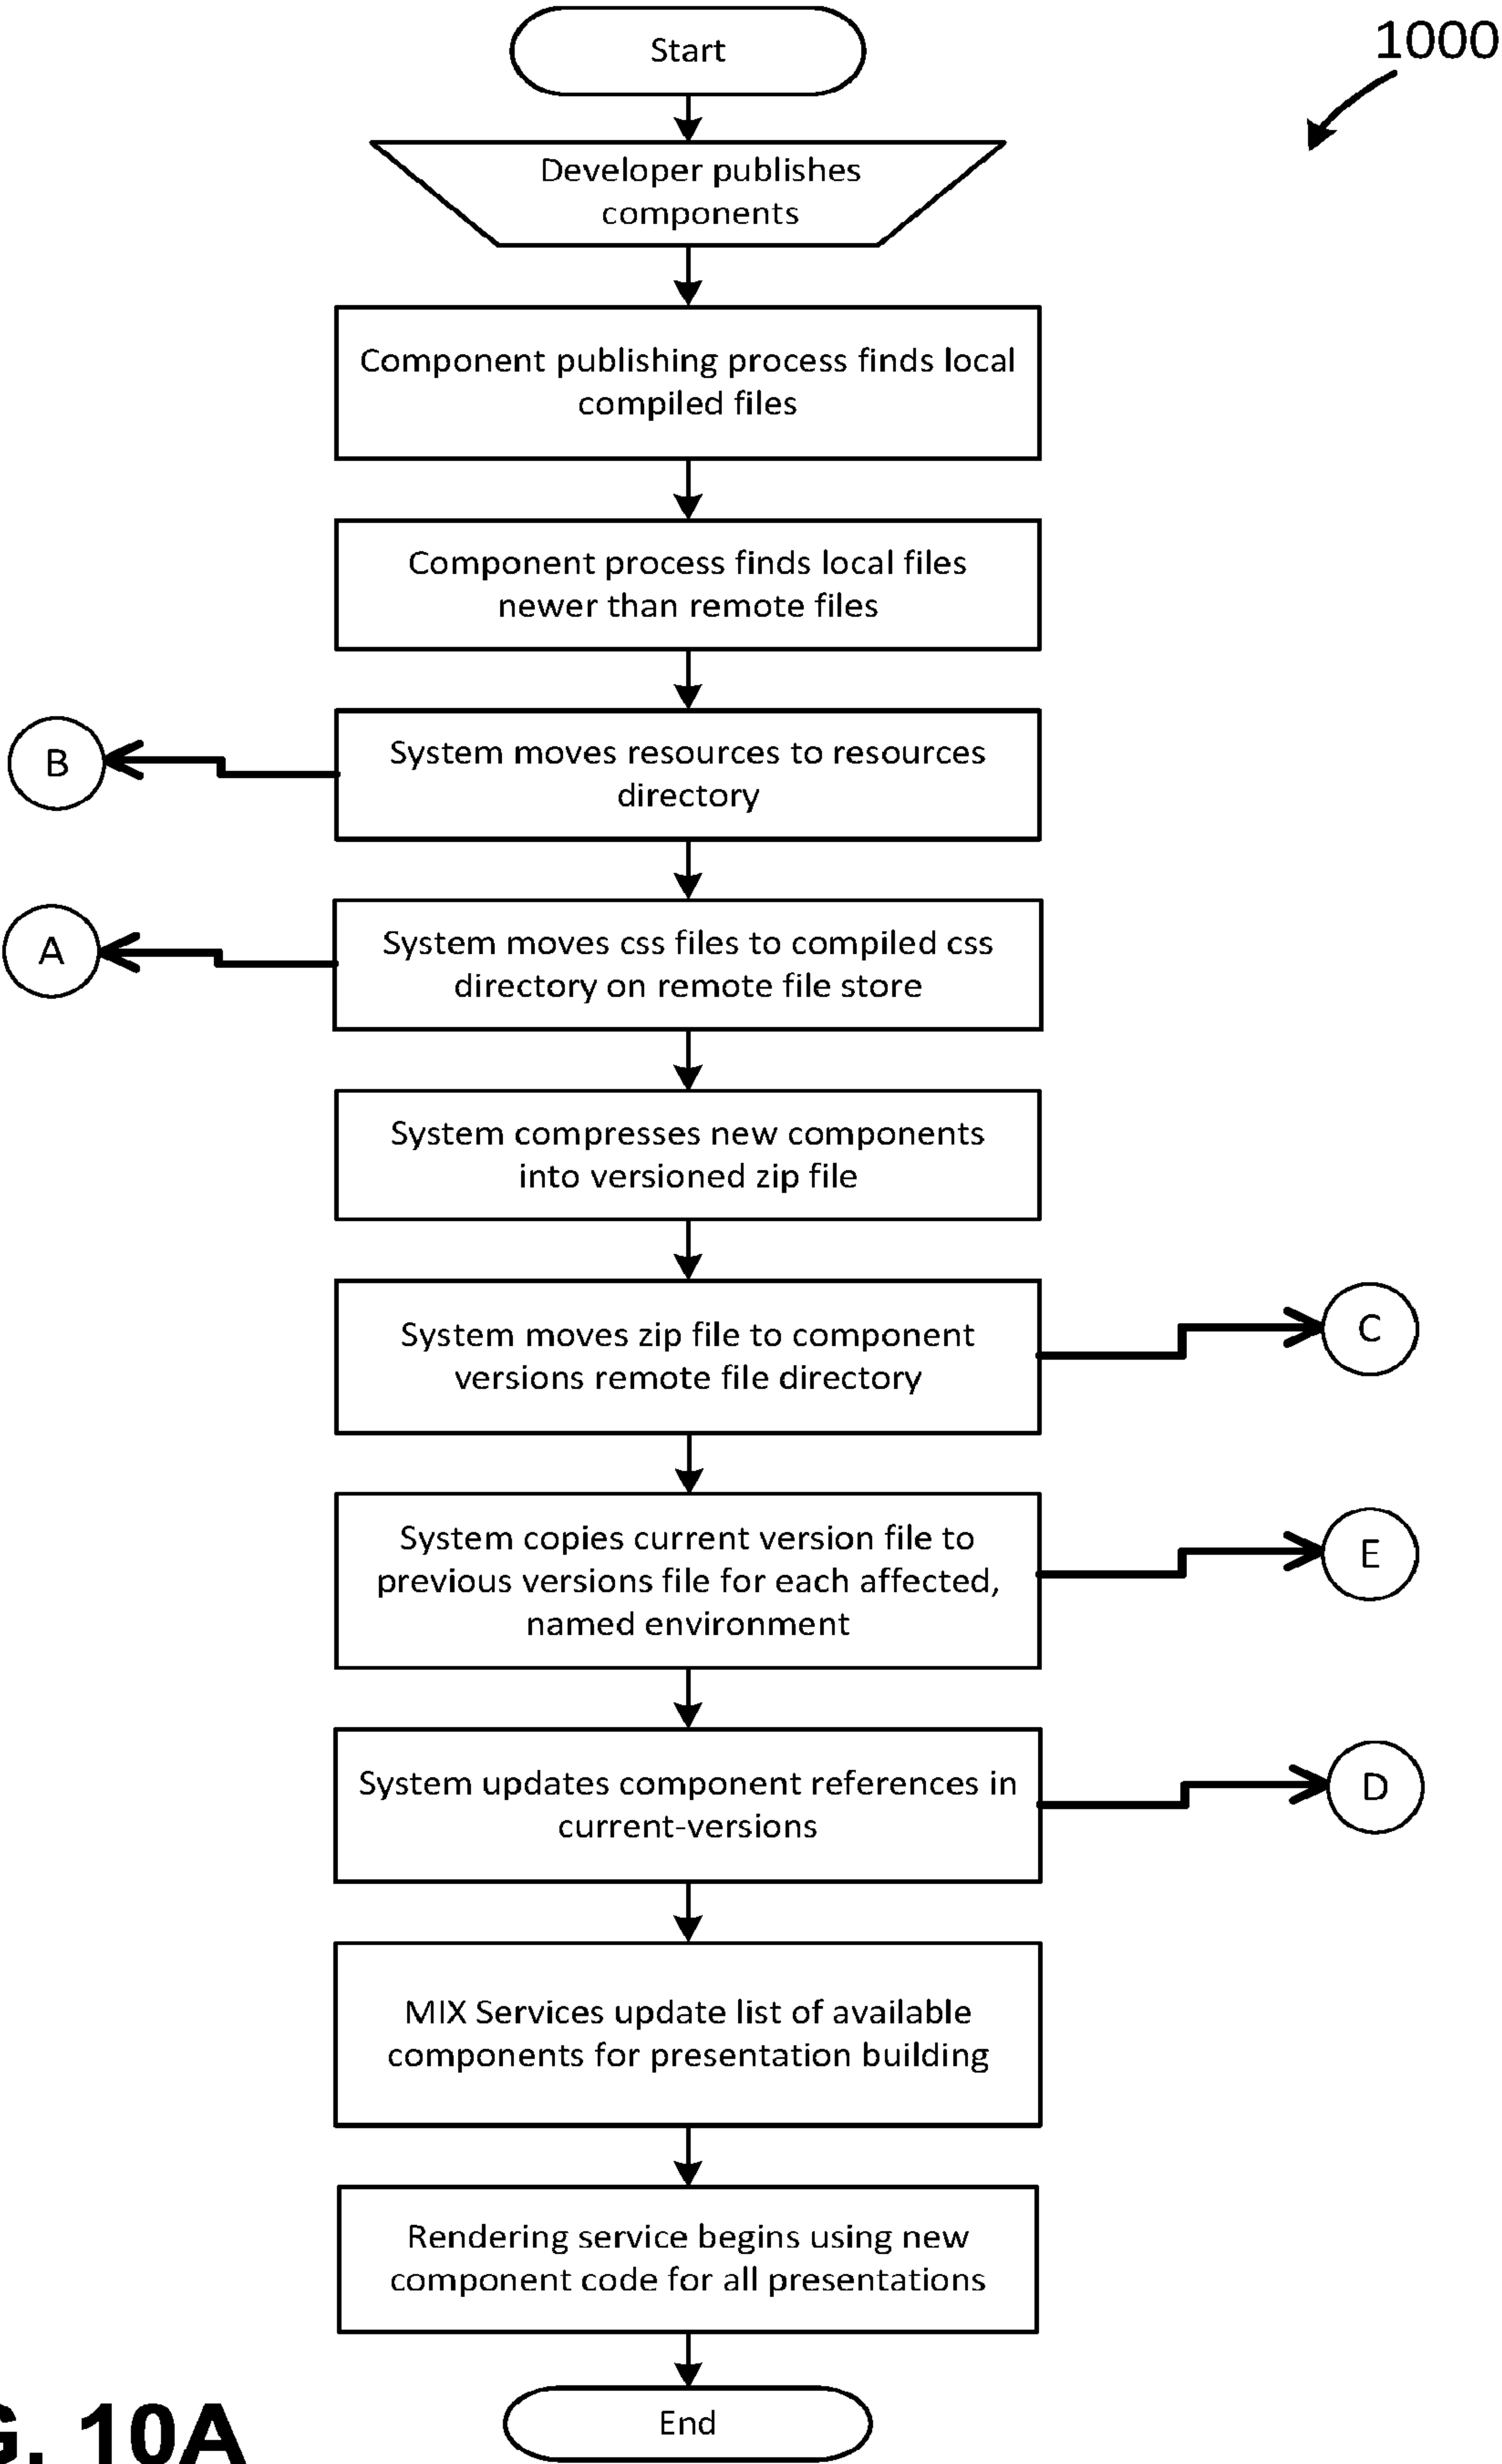 Start
1000
Developer publishes
components
Component publishing process finds local
compiled files
Component process finds local files
newer than remote files
B
System moves resources to resources
directory
A
System moves css files to compiled css
directory on remote file store
System compresses new components
into versioned zip file
System moves zip file to component
versions remote file directory
C
System copies current version file to
previous versions file for each affected,
named environment
E
System updates component references in
current-versions
D
MIX Services update list of available
components for presentation building
Rendering service begins using new
component code for all presentations
End
G. 10A